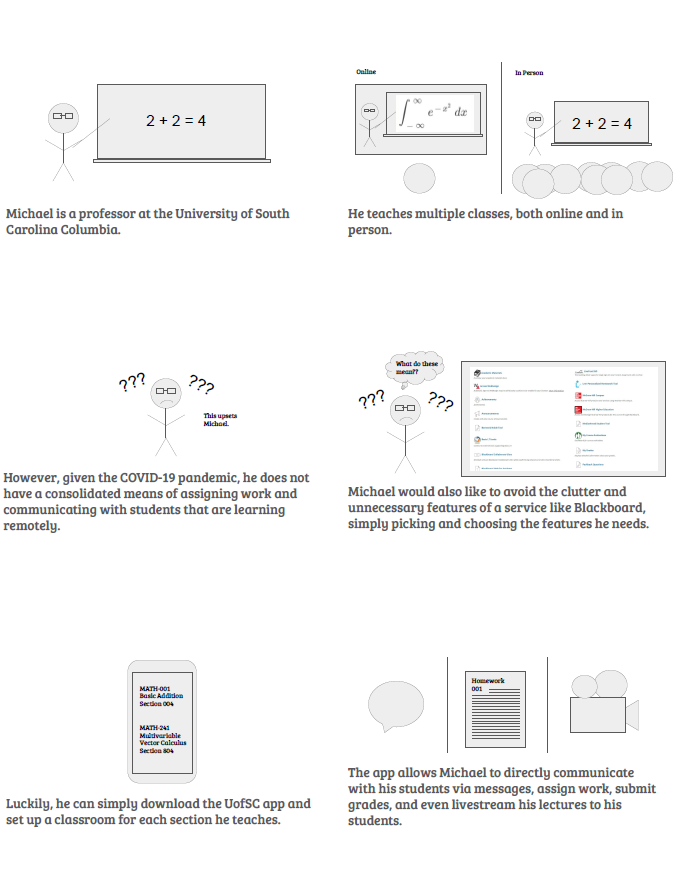 2 + 2 = 4
Michael is a professor at the University of South
Carolina Columbia.
Online
∫ ∞ -∞ e^-x² dx
In Person
2 + 2 = 4
He teaches multiple classes, both online and in
person.
???
???
This upsets
Michael.
However, given the COVID-19 pandemic, he does not
have a consolidated means of assigning work and
communicating with students that are learning
remotely.
What do these
mean??
???
???
Michael would also like to avoid the clutter and
unnecessary features of a service like Blackboard,
simply picking and choosing the features he needs.
MATH-001
Basic Addition
Section 004
MATH-241
Multivariable
Vector Calculus
Section 804
Luckily, he can simply download the UofSC app and
set up a classroom for each section he teaches.
Homework
001
The app allows Michael to directly communicate
with his students via messages, assign work, submit
grades, and even livestream his lectures to his
students.